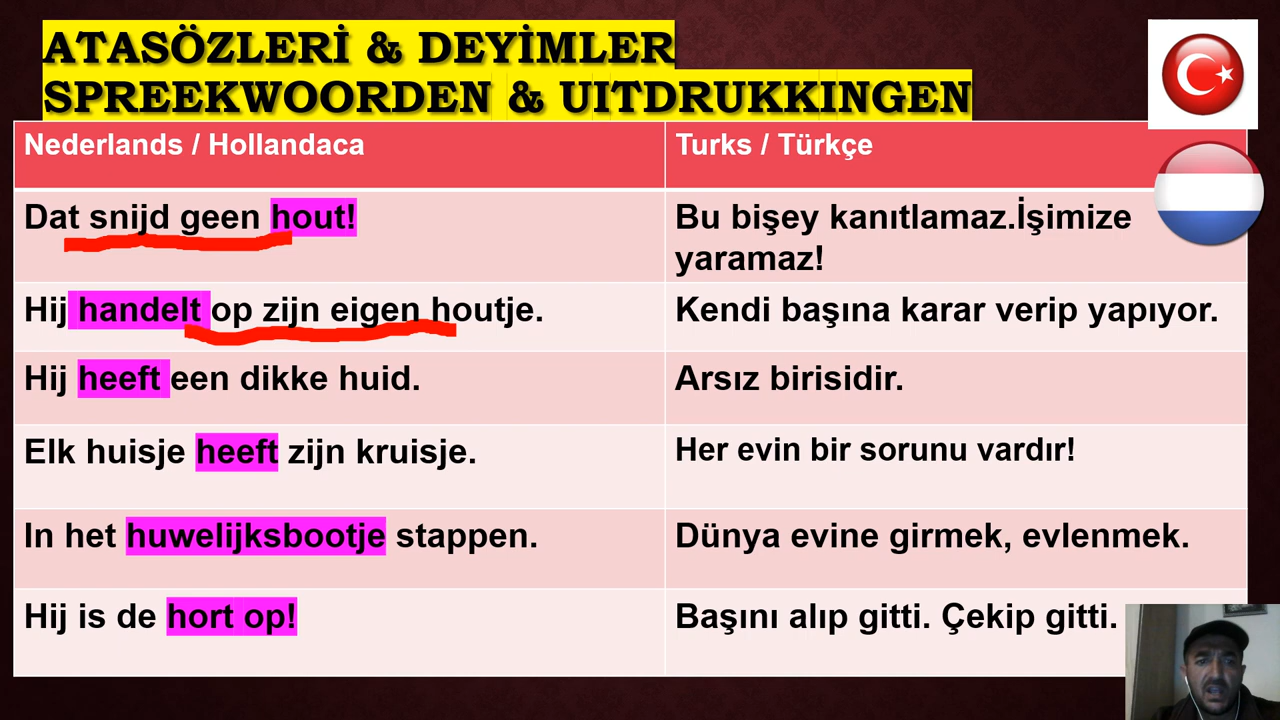 ATASÖZLERİ & DEYİMLER
SPREEKWOORDEN & UITDRUKKINGEN
Nederlands / Hollandaca
Turks / Türkçe
Dat snijd geen hout!
Bu bişey kanıtlamaz.İşimize
yaramaz!
Hij handelt op zijn eigen houtje.
Kendi başına karar verip yapıyor.
Hij heeft een dikke huid.
Arsız birisidir.
Elk huisje heeft zijn kruisje.
Her evin bir sorunu vardır!
In het huwelijksbootje stappen.
Dünya evine girmek, evlenmek.
Hij is de hort op!
Başını alıp gitti. Çekip gitti.